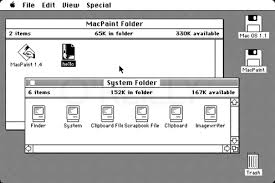 File Edit View Special
MacPaint Folder
2 items 65K in folder 330K available
MacPaint 1.4 hello
Mac OS 1.1
MacPaint
System Folder
6 items 152K in folder 167K available
Finder System Clipboard File Scrapbook File Clipboard Imagewriter
Trash